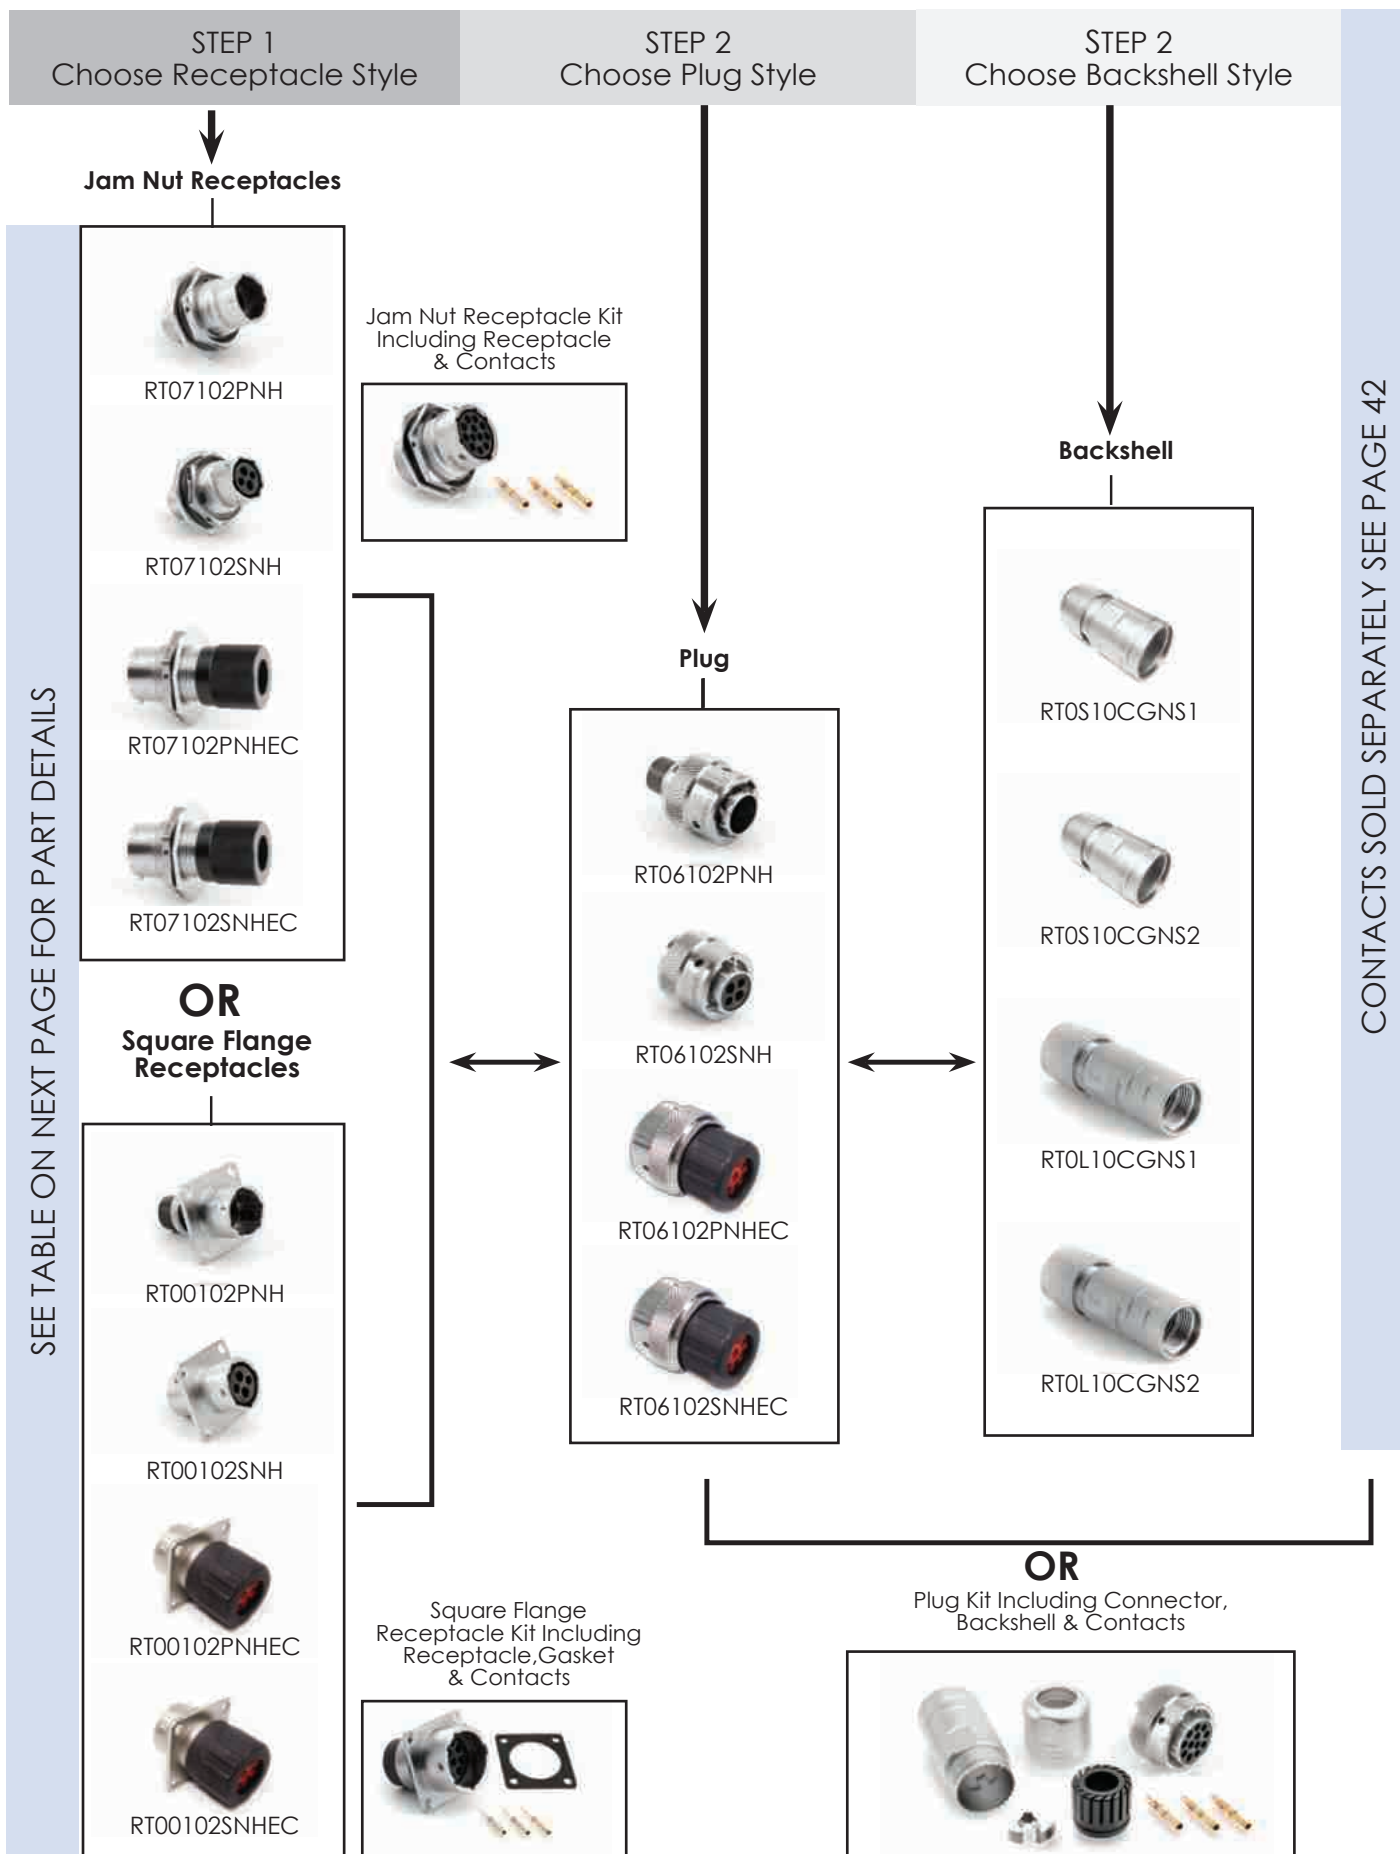 STEP 1
Choose Receptacle Style
STEP 2
Choose Plug Style
STEP 2
Choose Backshell Style
Jam Nut Receptacles
RT07102PNH
RT07102SNH
RT07102PNHEC
RT07102SNHEC
Jam Nut Receptacle Kit
Including Receptacle
& Contacts
OR
Square Flange
Receptacles
RT00102PNH
RT00102SNH
RT00102PNHEC
RT00102SNHEC
Square Flange
Receptacle Kit Including
Receptacle,Gasket
& Contacts
Plug
RT06102PNH
RT06102SNH
RT06102PNHEC
RT06102SNHEC
Backshell
RT0S10CGNS1
RT0S10CGNS2
RT0L10CGNS1
RT0L10CGNS2
OR
Plug Kit Including Connector,
Backshell & Contacts
SEE TABLE ON NEXT PAGE FOR PART DETAILS
CONTACTS SOLD SEPARATELY SEE PAGE 42